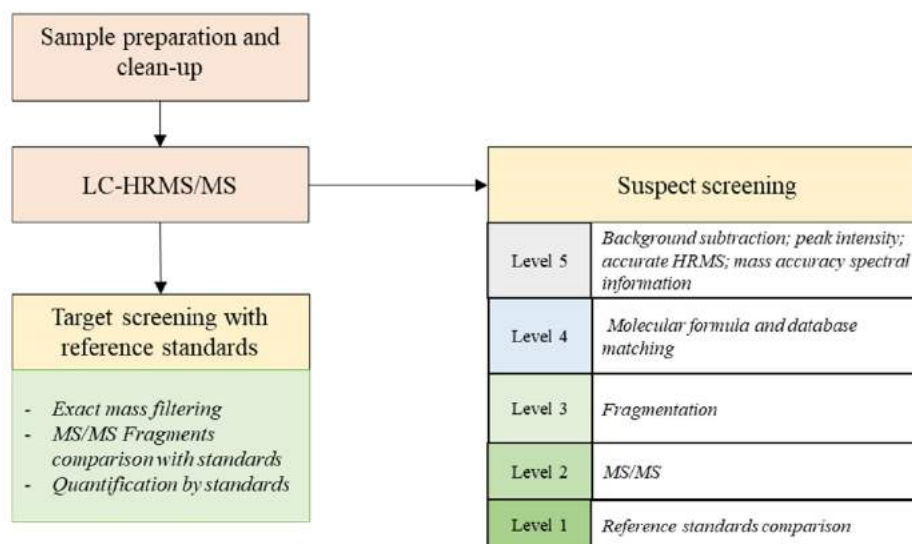 Sample preparation and
clean-up
LC-HRMS/MS
Target screening with
reference standards
- Exact mass filtering
- MS/MS Fragments
comparison with standards
- Quantification by standards
Suspect screening
Level 5
Background subtraction; peak intensity;
accurate HRMS; mass accuracy spectral
information
Level 4
Molecular formula and database
matching
Level 3
Fragmentation
Level 2
MS/MS
Level 1
Reference standards comparison